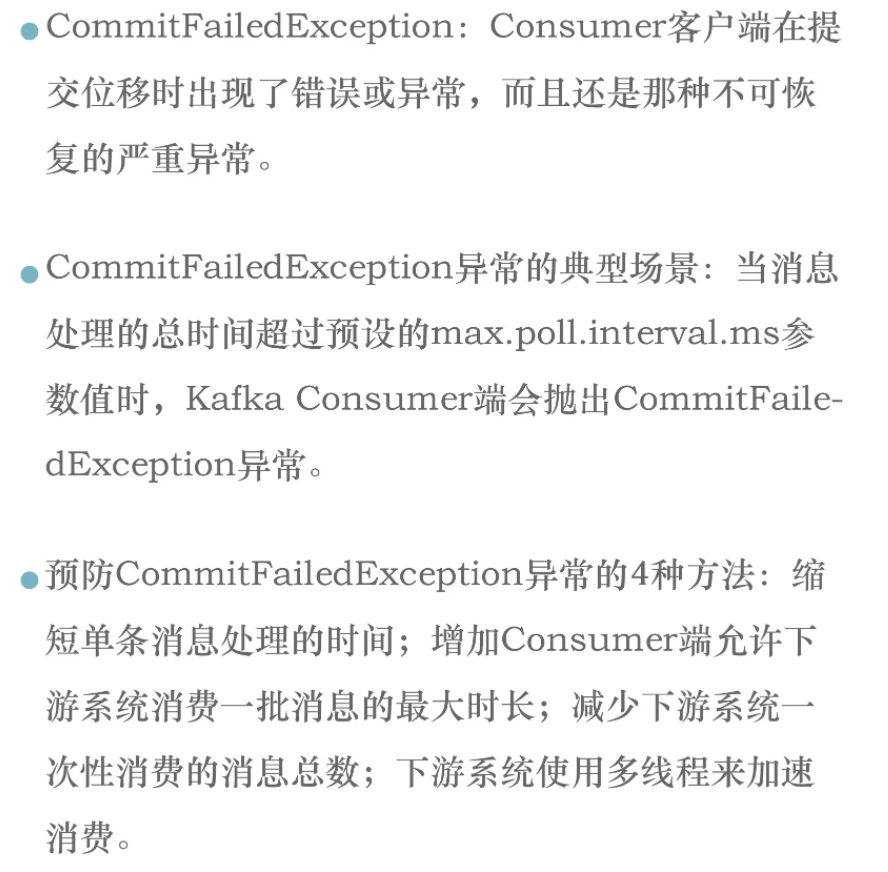 CommitFailedException：Consumer客户端在提
交位移时出现了错误或异常，而且还是那种不可恢
复的严重异常。
CommitFailedException异常的典型场景：当消息
处理的总时间超过预设的max.poll.interval.ms参
数值时，Kafka Consumer端会抛出CommitFaile-
dException异常。
预防CommitFailedException异常的4种方法：缩
短单条消息处理的时间；增加Consumer端允许下
游系统消费一批消息的最大时长；减少下游系统一
次性消费的消息总数；下游系统使用多线程来加速
消费。